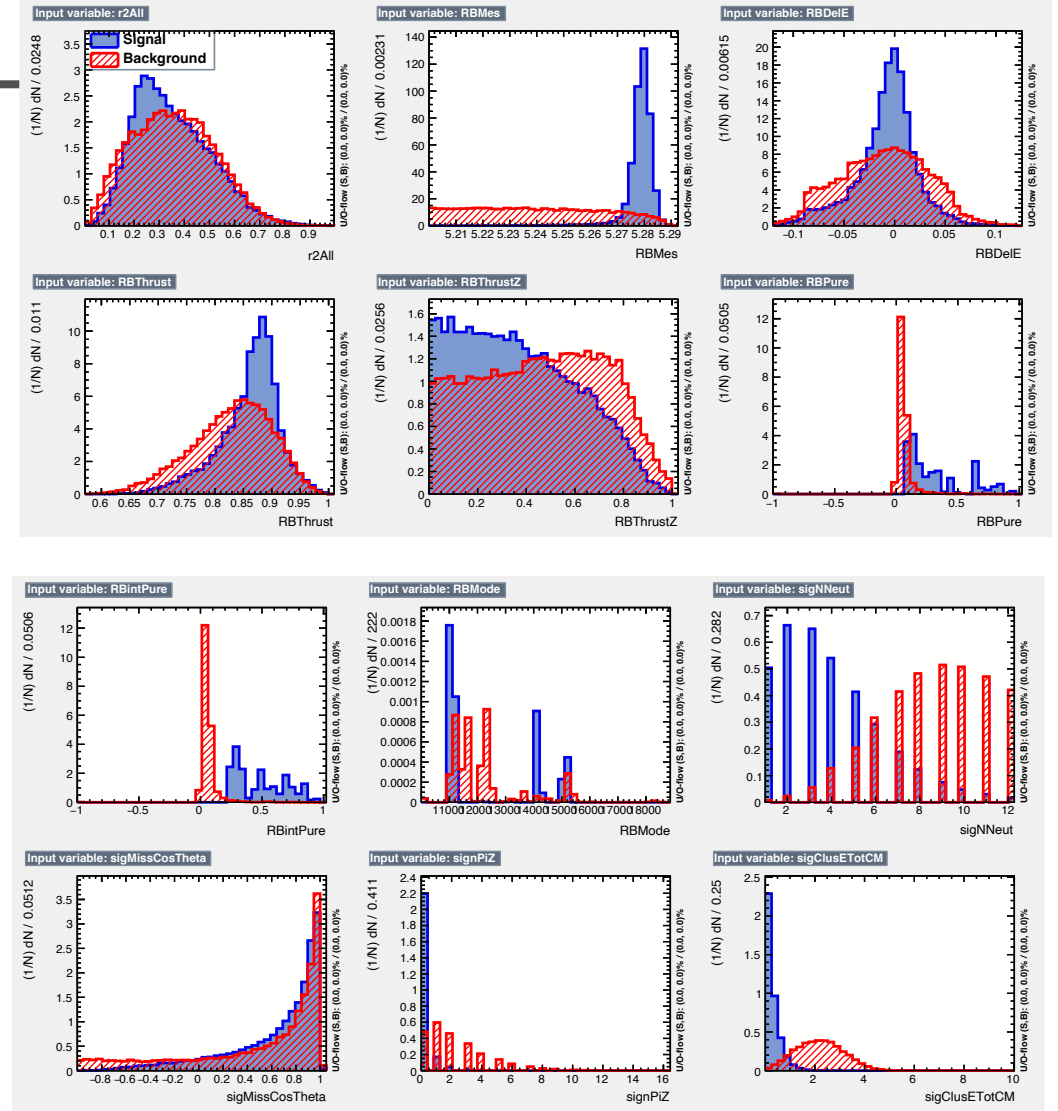 Input variable: r2All
Input variable: RBMes
Input variable: RBDelE
(1/N) dN / 0.0248
3.5
3
2.5
2
1.5
1
0.5
0
Signal
Background
0.1 0.2 0.3 0.4 0.5 0.6 0.7 0.8 0.9
r2All
U/O-flow (S,B): (0.0, 0.0)% / (0.0, 0.0)%
(1/N) dN / 0.00231
140
120
100
80
60
40
20
0
5.21 5.22 5.23 5.24 5.25 5.26 5.27 5.28 5.29
RBMes
U/O-flow (S,B): (0.0, 0.0)% / (0.0, 0.0)%
(1/N) dN / 0.00615
20
18
16
14
12
10
8
6
4
2
0
-0.1 -0.05 0 0.05 0.1
RBDelE
U/O-flow (S,B): (0.0, 0.0)% / (0.0, 0.0)%
Input variable: RBThrust
Input variable: RBThrustZ
Input variable: RBPure
(1/N) dN / 0.011
10
8
6
4
2
0
0.6 0.65 0.7 0.75 0.8 0.85 0.9 0.95 1
RBThrust
U/O-flow (S,B): (0.0, 0.0)% / (0.0, 0.0)%
(1/N) dN / 0.0256
1.6
1.4
1.2
1
0.8
0.6
0.4
0.2
0
0 0.2 0.4 0.6 0.8 1
RBThrustZ
U/O-flow (S,B): (0.0, 0.0)% / (0.0, 0.0)%
(1/N) dN / 0.0505
12
10
8
6
4
2
0
-1 -0.5 0 0.5 1
RBPure
U/O-flow (S,B): (0.0, 0.0)% / (0.0, 0.0)%
Input variable: RBintPure
Input variable: RBMode
Input variable: sigNNeut
(1/N) dN / 0.0506
12
10
8
6
4
2
0
-1 -0.5 0 0.5 1
RBintPure
U/O-flow (S,B): (0.0, 0.0)% / (0.0, 0.0)%
(1/N) dN / 222
0.0018
0.0016
0.0014
0.0012
0.001
0.0008
0.0006
0.0004
0.0002
0
11000 12000 13000 14000 15000 16000 17000 18000
RBMode
U/O-flow (S,B): (0.0, 0.0)% / (0.0, 0.0)%
(1/N) dN / 0.282
0.7
0.6
0.5
0.4
0.3
0.2
0.1
0
2 4 6 8 10 12
sigNNeut
U/O-flow (S,B): (0.0, 0.0)% / (0.0, 0.0)%
Input variable: sigMissCosTheta
Input variable: signPiZ
Input variable: sigClusETotCM
(1/N) dN / 0.0512
3.5
3
2.5
2
1.5
1
0.5
0
-0.8 -0.6 -0.4 -0.2 0 0.2 0.4 0.6 0.8 1
sigMissCosTheta
U/O-flow (S,B): (0.0, 0.0)% / (0.0, 0.0)%
(1/N) dN / 0.411
2.4
2.2
2
1.8
1.6
1.4
1.2
1
0.8
0.6
0.4
0.2
0
0 2 4 6 8 10 12 14 16
signPiZ
U/O-flow (S,B): (0.0, 0.0)% / (0.0, 0.0)%
(1/N) dN / 0.25
2.5
2
1.5
1
0.5
0
2 4 6 8 10
sigClusETotCM
U/O-flow (S,B): (0.0, 0.0)% / (0.0, 0.0)%